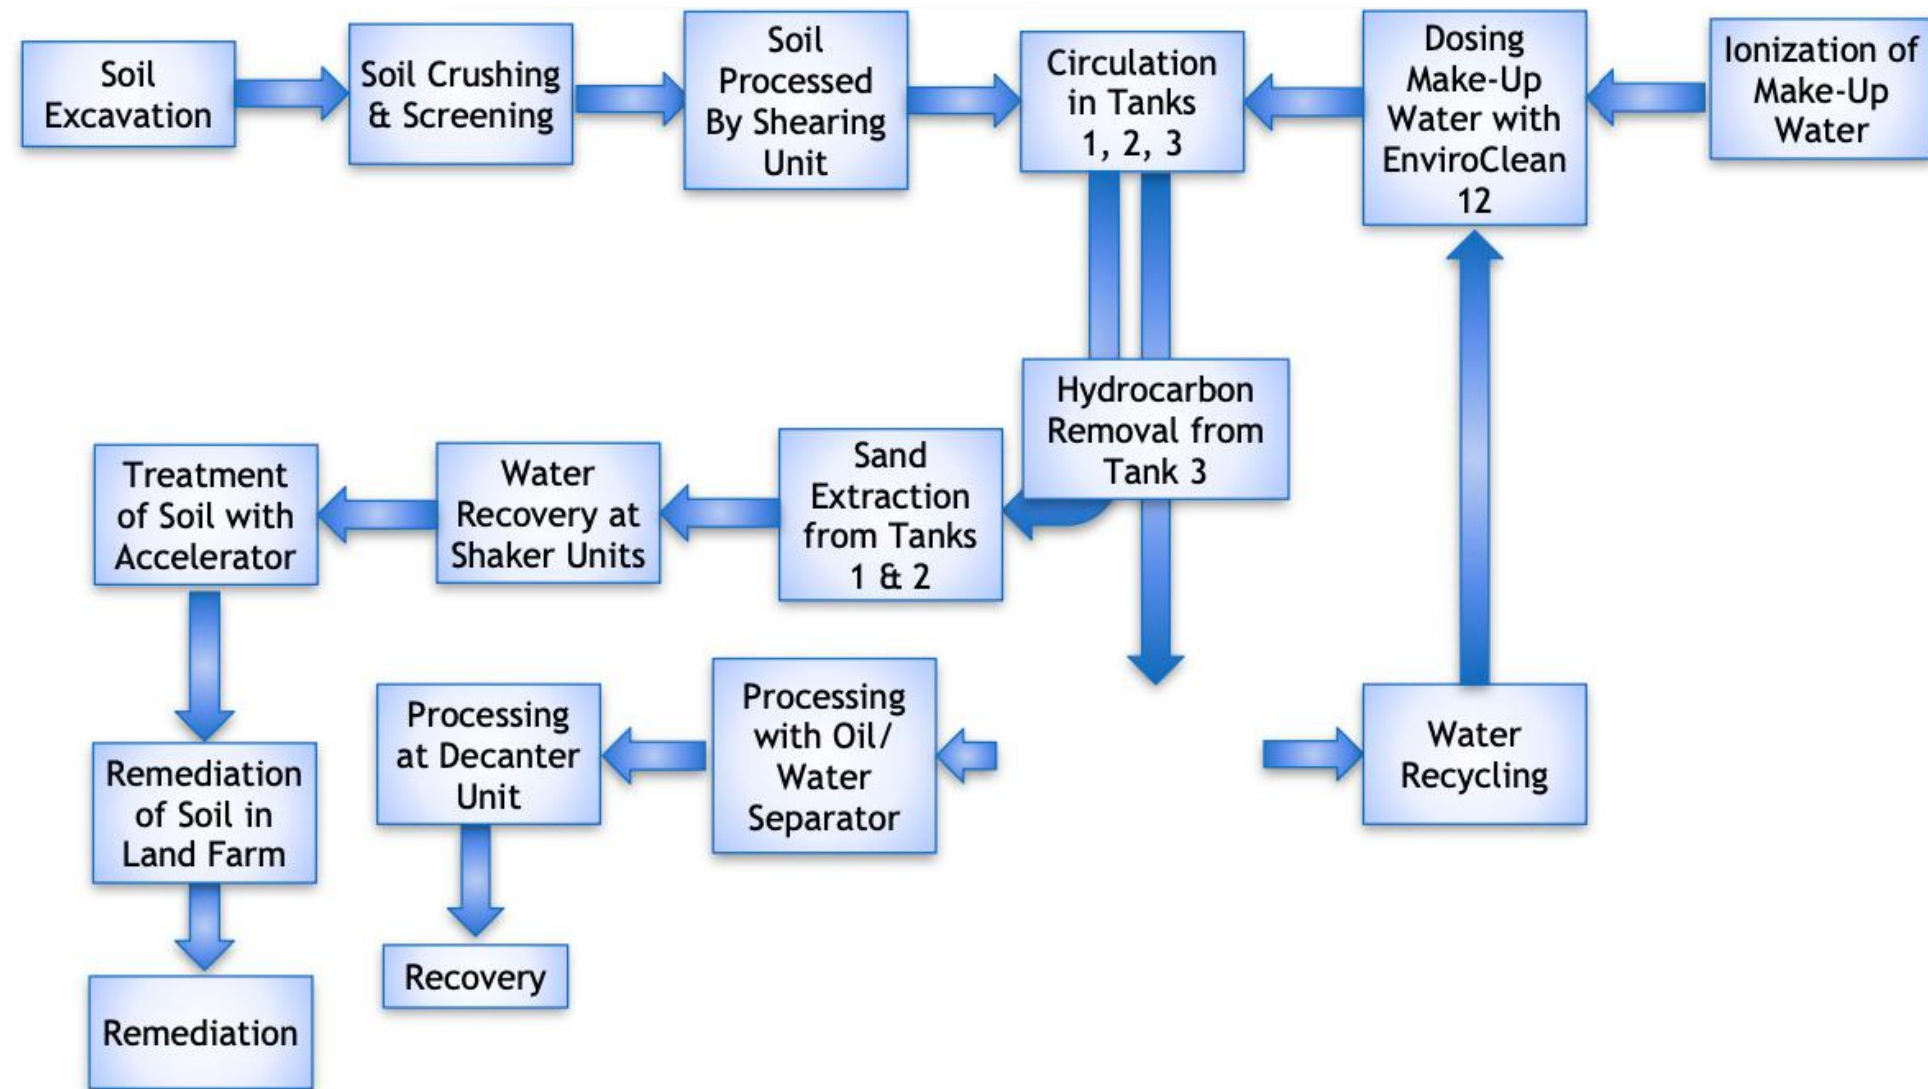 Soil
Excavation
Soil Crushing
& Screening
Soil
Processed
By Shearing
Unit
Circulation
in Tanks
1, 2, 3
Dosing
Make-Up
Water with
EnviroClean
12
Ionization of
Make-Up
Water
Hydrocarbon
Removal from
Tank 3
Sand
Extraction
from Tanks
1 & 2
Water
Recovery at
Shaker Units
Treatment
of Soil with
Accelerator
Remediation
of Soil in
Land Farm
Remediation
Processing
with Oil/
Water
Separator
Processing
at Decanter
Unit
Recovery
Water
Recycling